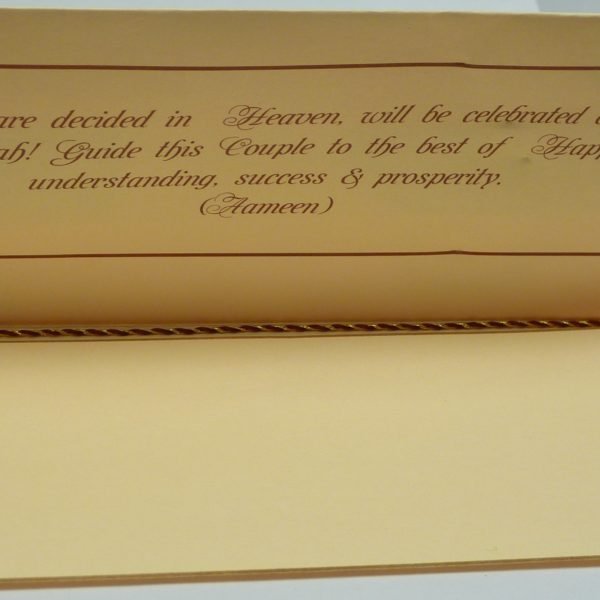 are decided in Heaven, will be celebrated
ah! Guide this Couple to the best of Happ
understanding, success & prosperity.
(Aameen)